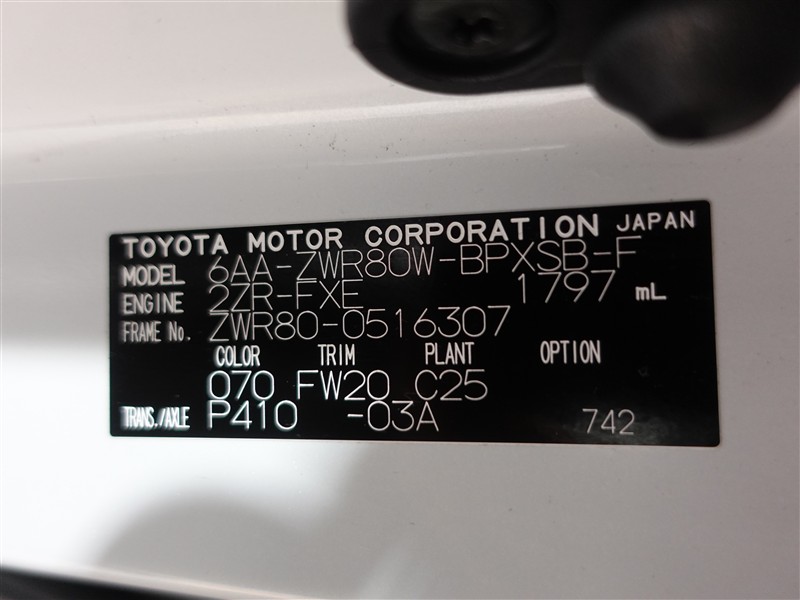 TOYOTA MOTOR CORPORATION JAPAN
MODEL 6AA-ZWR80W-BPXSB-F
ENGINE 2ZR-FXE 1797 mL
FRAME No. ZWR80-0516307
COLOR TRIM PLANT OPTION
070 FW20 C25
TRANS./AXLE P410 -03A 742